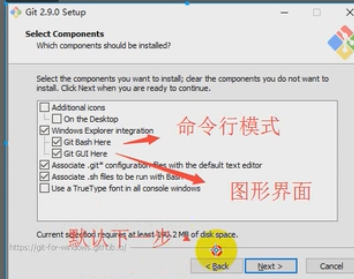 Git 2.9.0 Setup
Select Components
Which components should be installed?
Select the components you want to install; clear the components you do not want to
install. Click Next when you are ready to continue.
Additional icons
On the Desktop
Windows Explorer integration
Git Bash Here
命令行模式
Git GUI Here
Associate .git* configuration files with the default text editor
Associate .sh files to be run with Bash
图形界面
Use a TrueType font in all console windows
Current selection requires at least MB of disk space.
默认下一步
https://git-for-windows.github.io/
< Back
Next >
Cancel